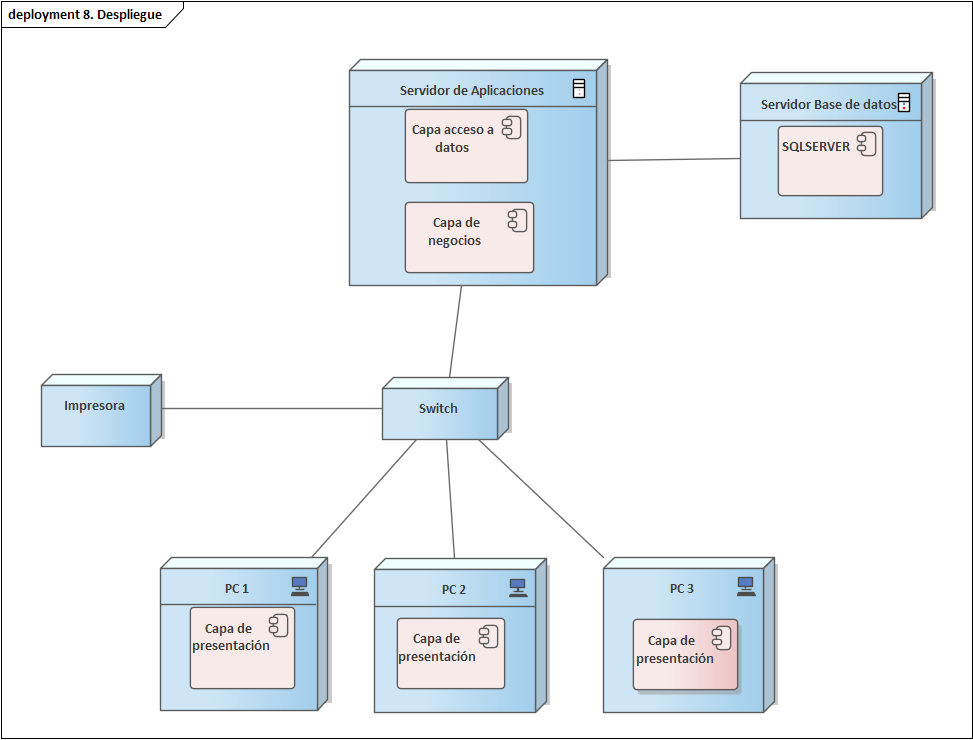 deployment 8. Despliegue
Servidor de Aplicaciones
Capa acceso a
datos
Capa de
negocios
Servidor Base de datos
SQLSERVER
Impresora
Switch
PC 1
Capa de
presentación
PC 2
Capa de
presentación
PC 3
Capa de
presentación